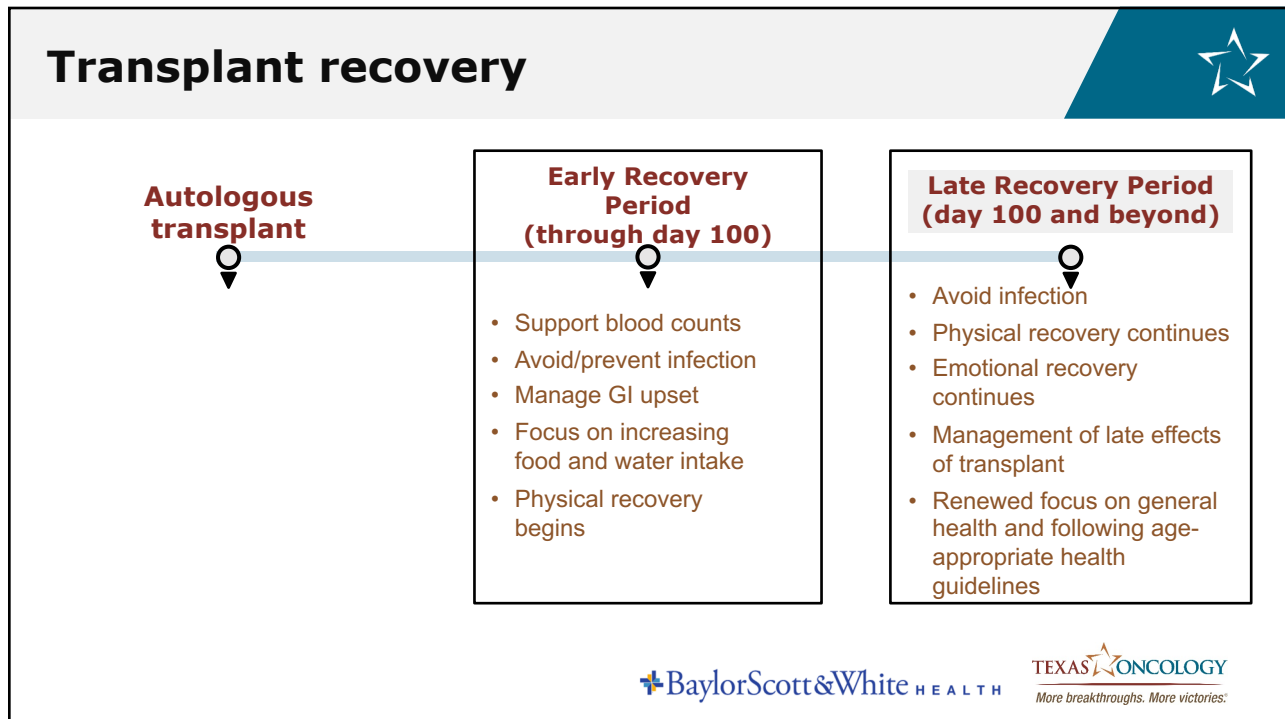 Transplant recovery
Autologous
transplant
Early Recovery
Period
(through day 100)
• Support blood counts
• Avoid/prevent infection
• Manage GI upset
• Focus on increasing
food and water intake
• Physical recovery
begins
Late Recovery Period
(day 100 and beyond)
• Avoid infection
• Physical recovery continues
• Emotional recovery
continues
• Management of late effects
of transplant
• Renewed focus on general
health and following age-
appropriate health
guidelines
BaylorScott&White HEALTH
TEXAS ONCOLOGY
More breakthroughs. More victories.®